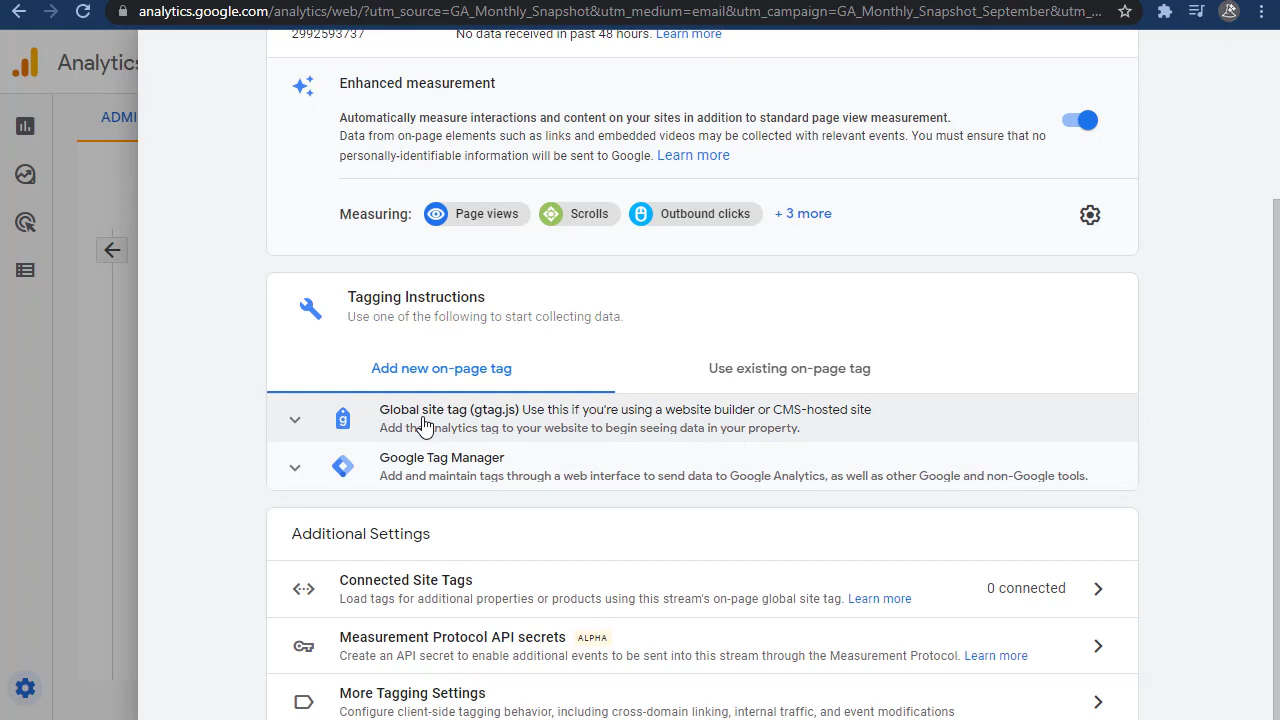 analytics.google.com/analytics/web/?utm_source=GA_Monthly_Snapshot&utm_medium=email&utm_campaign=GA_Monthly_Snapshot_September&utm_...
2992593737 No data received in past 48 hours. Learn more
Analytics
ADMI
Enhanced measurement
Automatically measure interactions and content on your sites in addition to standard page view measurement.
Data from on-page elements such as links and embedded videos may be collected with relevant events. You must ensure that no
personally-identifiable information will be sent to Google. Learn more
Measuring: Page views Scrolls Outbound clicks + 3 more
Tagging Instructions
Use one of the following to start collecting data.
Add new on-page tag Use existing on-page tag
g
Global site tag (gtag.js) Use this if you're using a website builder or CMS-hosted site
Add the analytics tag to your website to begin seeing data in your property.
Google Tag Manager
Add and maintain tags through a web interface to send data to Google Analytics, as well as other Google and non-Google tools.
Additional Settings
Connected Site Tags
0 connected
Load tags for additional properties or products using this stream's on-page global site tag. Learn more
Measurement Protocol API secrets ALPHA
Create an API secret to enable additional events to be sent into this stream through the Measurement Protocol. Learn more
More Tagging Settings
Configure client-side tagging behavior, including cross-domain linking, internal traffic, and event modifications